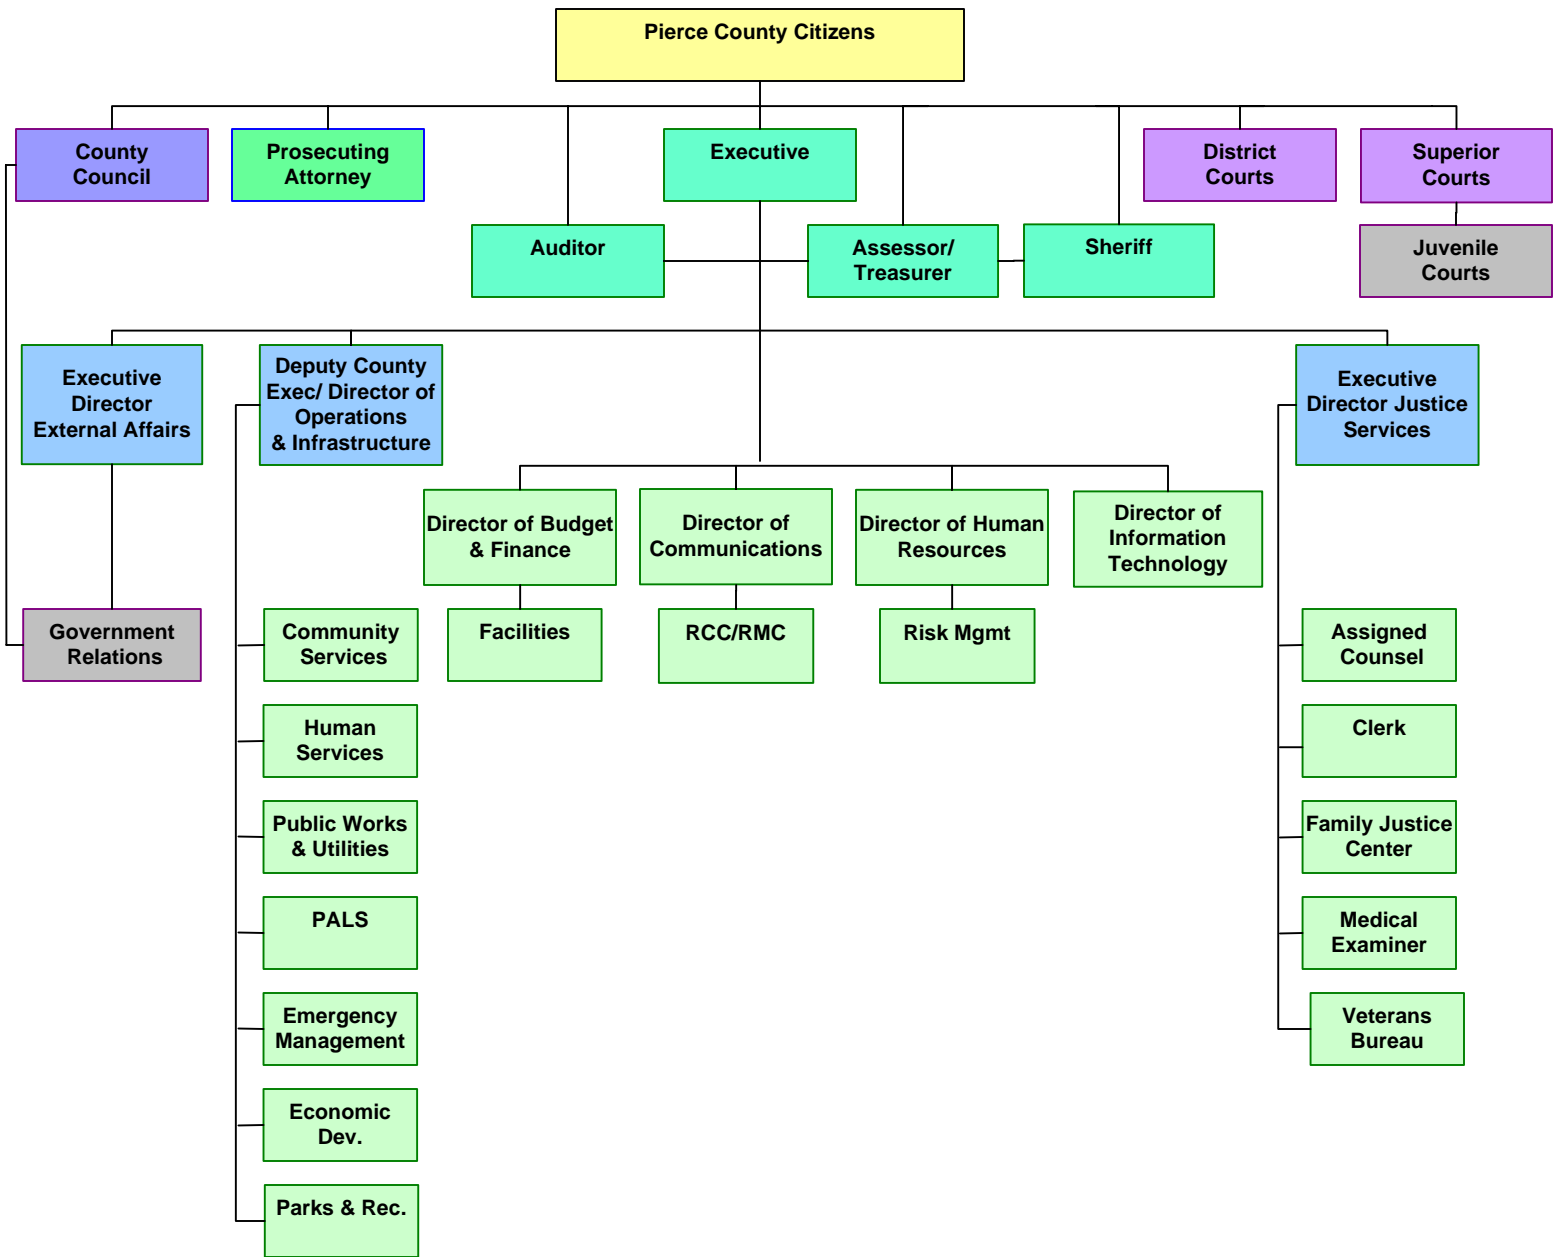 Pierce County Citizens
County
Council
Prosecuting
Attorney
Executive
District
Courts
Superior
Courts
Auditor
Assessor/
Treasurer
Sheriff
Juvenile
Courts
Executive
Director
External Affairs
Deputy County
Exec/ Director of
Operations
& Infrastructure
Executive
Director Justice
Services
Director of Budget
& Finance
Director of
Communications
Director of Human
Resources
Director of
Information
Technology
Government
Relations
Community
Services
Facilities
RCC/RMC
Risk Mgmt
Assigned
Counsel
Human
Services
Clerk
Public Works
& Utilities
Family Justice
Center
PALS
Medical
Examiner
Emergency
Management
Veterans
Bureau
Economic
Dev.
Parks & Rec.